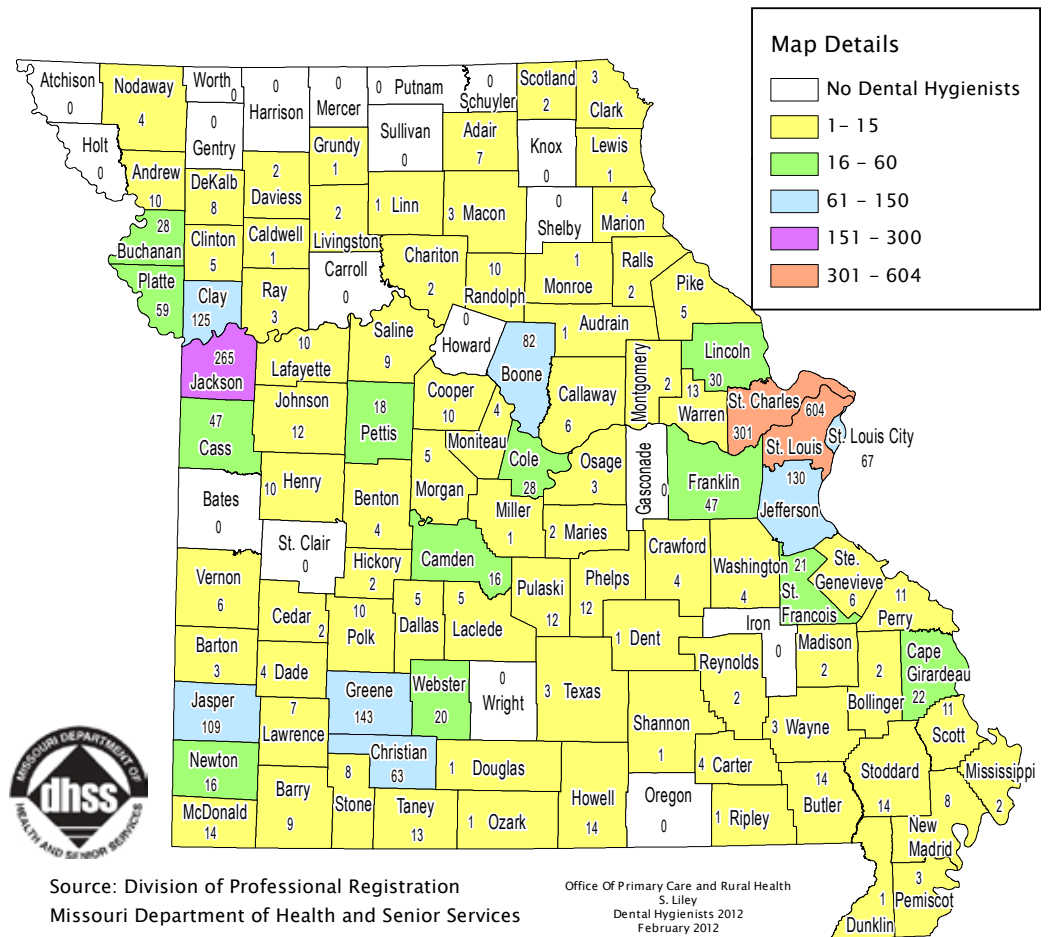 Map Details
No Dental Hygienists
1– 15
16 – 60
61 – 150
151 – 300
301 – 604
Atchison
0
Nodaway
4
Worth
0
0
Harrison
0
Mercer
0 Putnam
0
Schuyler
Scotland
2
3
Clark
Holt
0
0
Gentry
Grundy
1
Sullivan
0
Adair
7
Knox
0
Lewis
1
Andrew
10
DeKalb
8
2
Daviess
2
Livingston
1 Linn
3 Macon
0
Shelby
4
Marion
28
Buchanan
Clinton
5
Caldwell
1
Carroll
0
Chariton
2
10
Randolph
1
Monroe
Ralls
2
Pike
5
Platte
59
Clay
125
Ray
3
Saline
9
0
Howard
82
Boone
1 Audrain
265
Jackson
10
Lafayette
Lincoln
30
Montgomery
2
13
Warren
St. Charles
301
604
St. Louis
St. Louis City
67
47
Cass
Johnson
12
18
Pettis
Cooper
10
4
Moniteau
Callaway
6
Cole
28
Osage
3
Gasconade
0
Franklin
47
130
Jefferson
Bates
0
10 Henry
Benton
4
5
Morgan
Miller
1
2 Maries
St. Clair
0
Hickory
2
Camden
16
Pulaski
12
Phelps
12
Crawford
4
Washington
4
21
St.
Francois
Ste.
Genevieve
6
11
Perry
Vernon
6
Cedar
2
10
Polk
5
Dallas
5
Laclede
1 Dent
Iron
0
Madison
2
2
Bollinger
Cape
Girardeau
22
Barton
3
4 Dade
Greene
143
Webster
20
0
Wright
3 Texas
Reynolds
2
Jasper
109
7
Lawrence
Christian
63
1 Douglas
Shannon
1
3 Wayne
11
Scott
Newton
16
Barry
9
8
Stone
Taney
13
1 Ozark
Howell
14
Oregon
0
4 Carter
1 Ripley
14
Butler
Stoddard
14
Mississippi
2
McDonald
14
8
New
Madrid
3
Pemiscot
1
Dunklin
MISSOURI DEPARTMENT OF
dhss
HEALTH AND SENIOR SERVICES
Source: Division of Professional Registration
Missouri Department of Health and Senior Services
Office Of Primary Care and Rural Health
S. Liley
Dental Hygienists 2012
February 2012